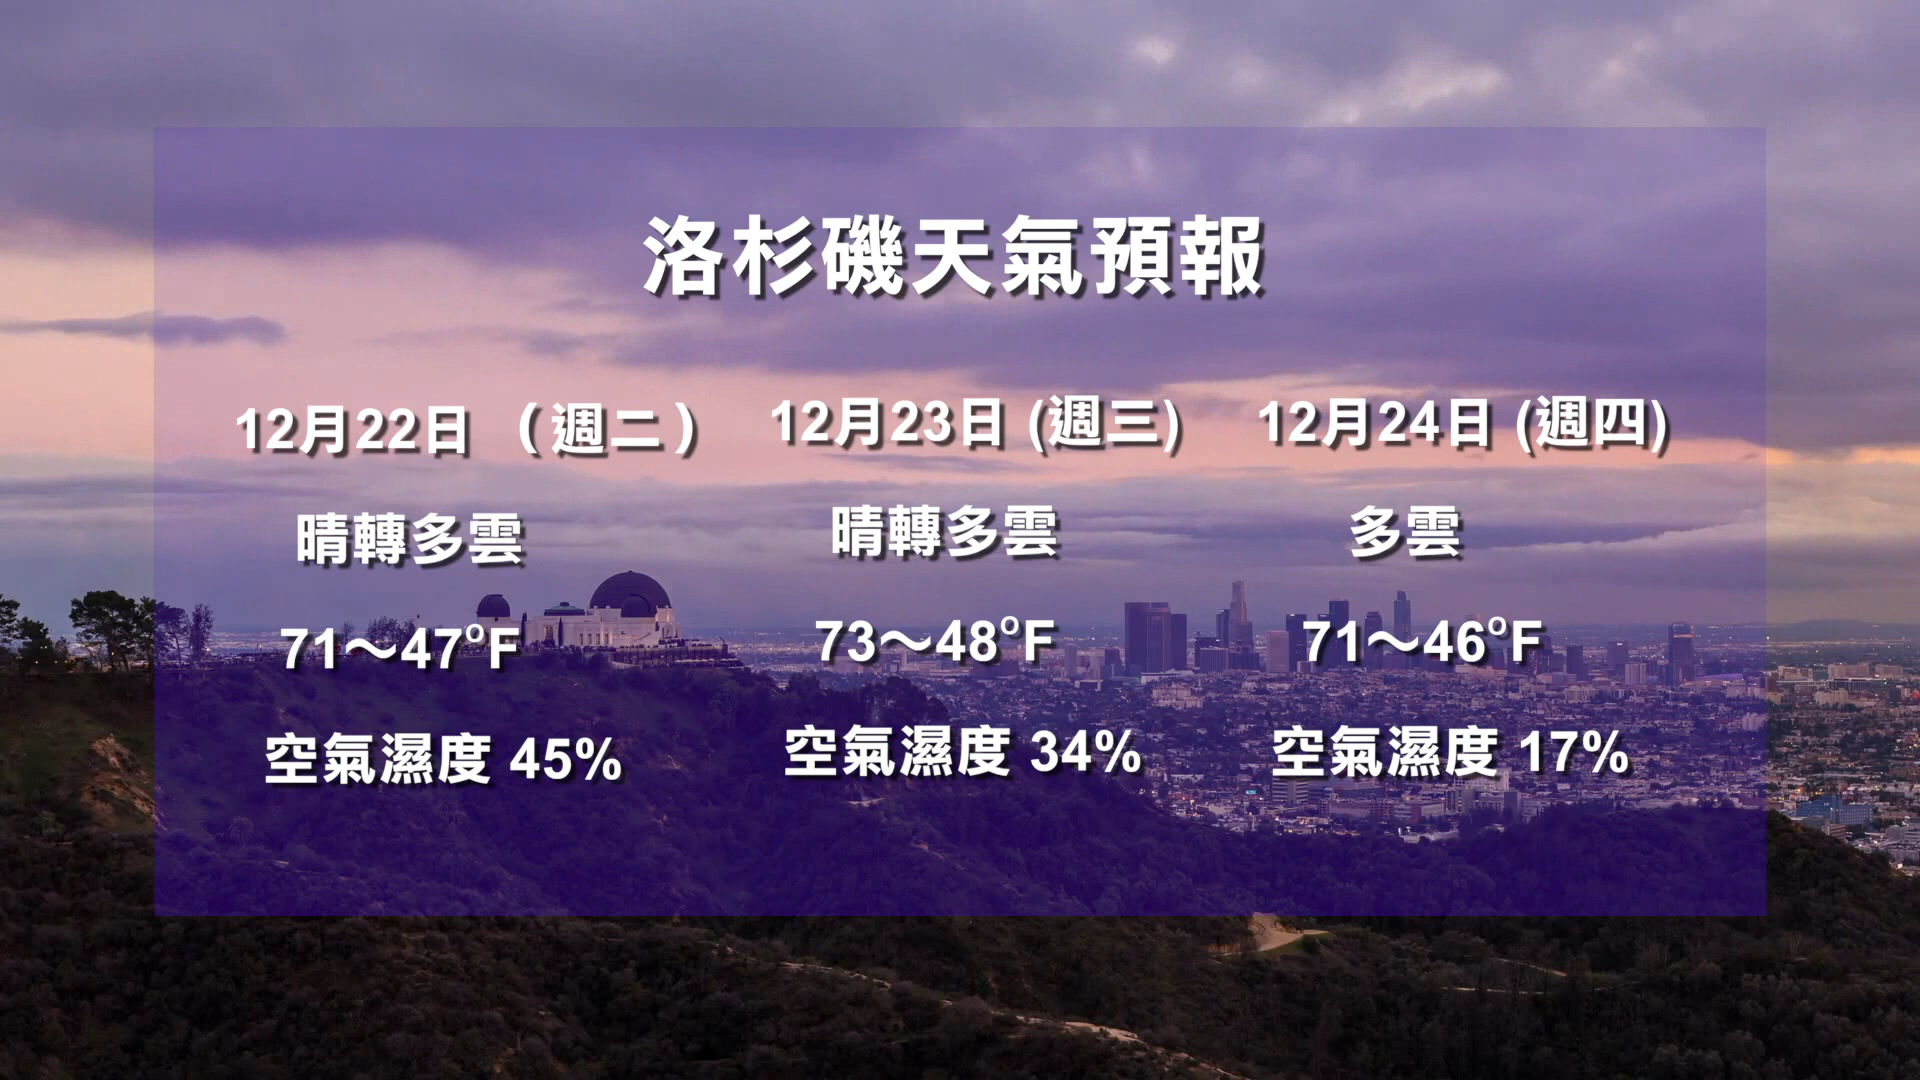 洛杉磯天氣預報
12月22日 （週二）
晴轉多雲
71～47ºF
空氣濕度 45%
12月23日 (週三)
晴轉多雲
73～48ºF
空氣濕度 34%
12月24日 (週四)
多雲
71～46ºF
空氣濕度 17%